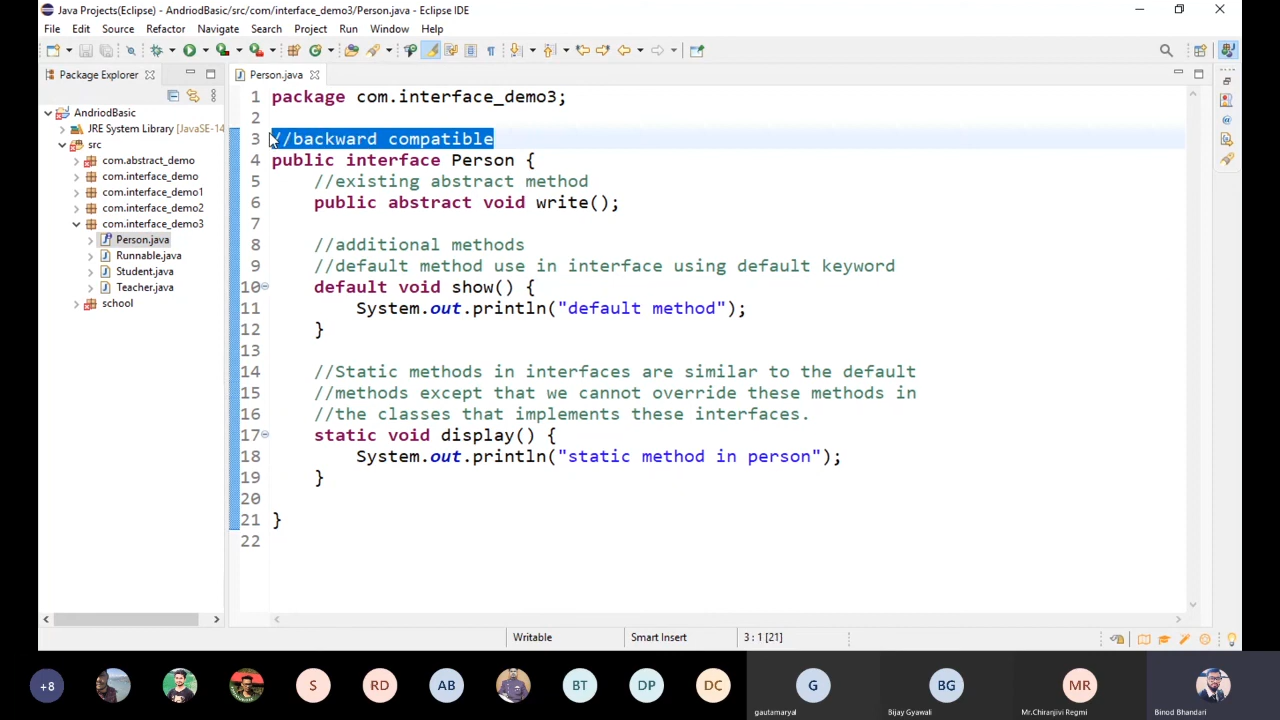 Java Projects(Eclipse) - AndriodBasic/src/com/interface_demo3/Person.java - Eclipse IDE
File Edit Source Refactor Navigate Search Project Run Window Help
Package Explorer
Person.java
AndriodBasic
JRE System Library [JavaSE-14
src
com.abstract_demo
com.interface_demo
com.interface_demo1
com.interface_demo2
com.interface_demo3
Person.java
Runnable.java
Student.java
Teacher.java
school
1 package com.interface_demo3;
2
3 //backward compatible
4 public interface Person {
5 //existing abstract method
6 public abstract void write();
7
8 //additional methods
9 //default method use in interface using default keyword
10 default void show() {
11 System.out.println("default method");
12 }
13
14 //Static methods in interfaces are similar to the default
15 //methods except that we cannot override these methods in
16 //the classes that implements these interfaces.
17 static void display() {
18 System.out.println("static method in person");
19 }
20
21 }
22
Writable Smart Insert 3 : 1 [21]
+8 S RD AB BT DP DC G BG MR
gautamaryal Bijay Gyawali Mr.Chiranjivi Regmi Binod Bhandari